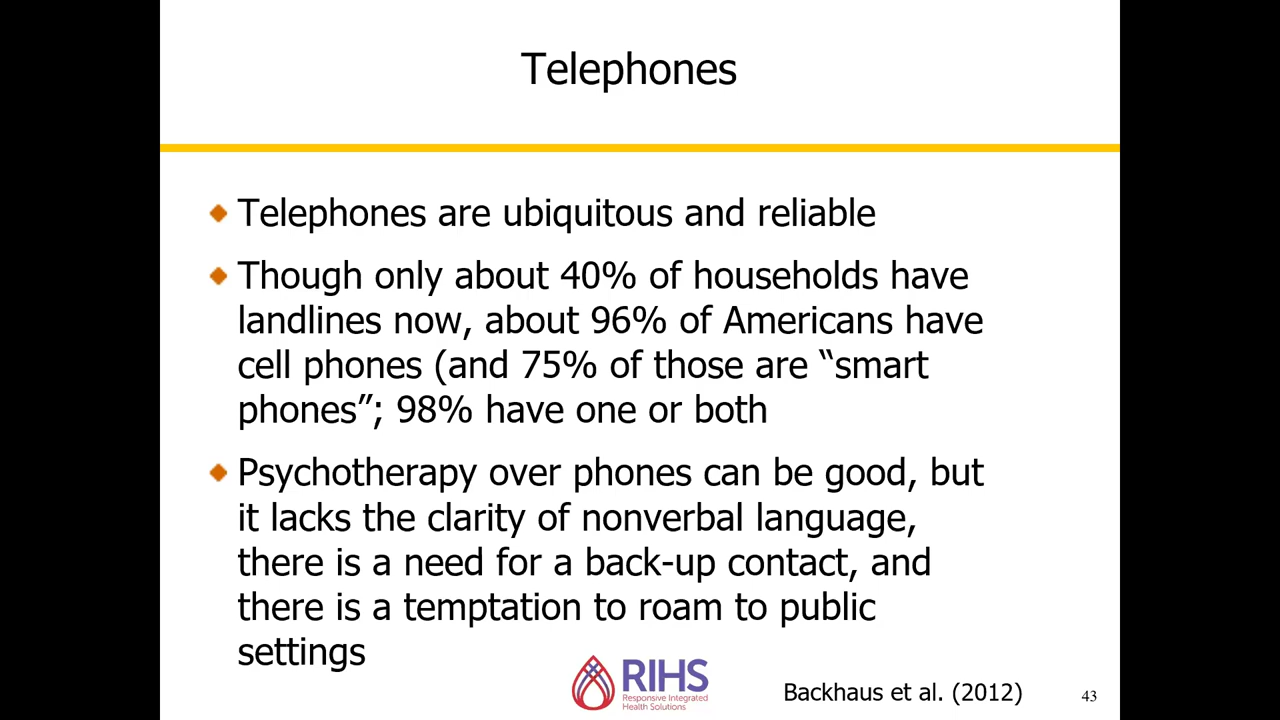 Telephones
Telephones are ubiquitous and reliable
Though only about 40% of households have
landlines now, about 96% of Americans have
cell phones (and 75% of those are “smart
phones”; 98% have one or both
Psychotherapy over phones can be good, but
it lacks the clarity of nonverbal language,
there is a need for a back-up contact, and
there is a temptation to roam to public
settings
RIHS
Responsive Integrated
Health Solutions
Backhaus et al. (2012)
43